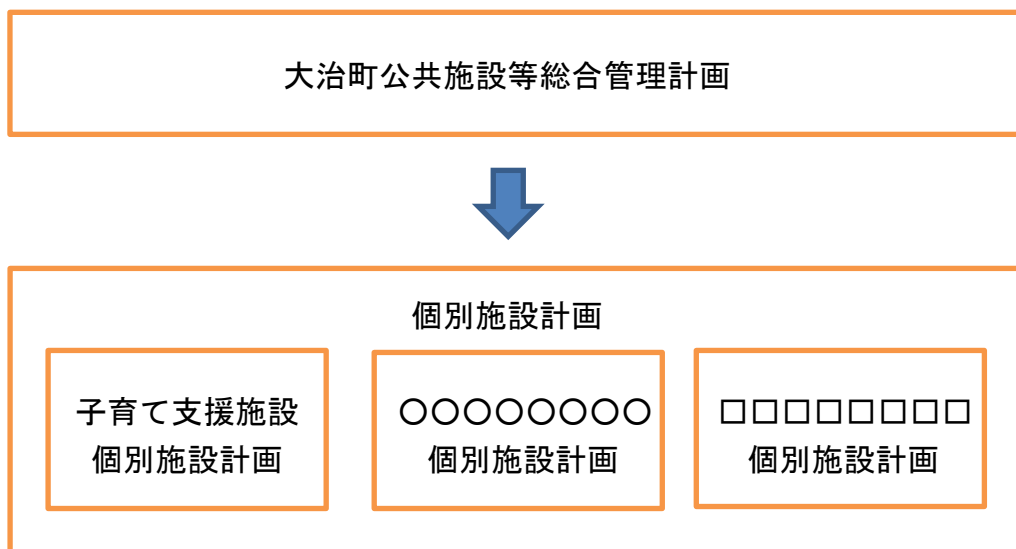 大治町公共施設等総合管理計画
個別施設計画
子育て支援施設
個別施設計画
〇〇〇〇〇〇〇〇
個別施設計画
□□□□□□□□
個別施設計画